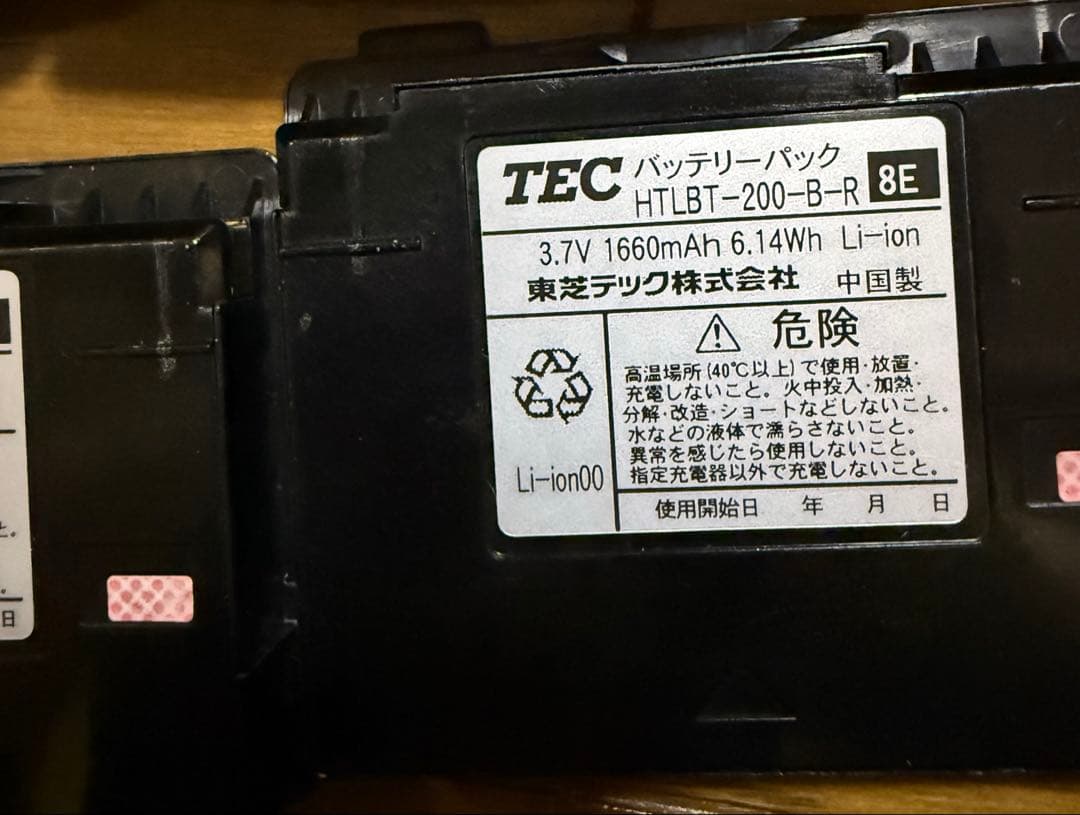 TEC バッテリーパック
HTLBT-200-B-R 8E
3.7V 1660mAh 6.14Wh Li-ion
東芝テック株式会社 中国製
危険
高温場所(40℃以上)で使用・放置・
充電しないこと。火中投入・加熱・
分解・改造・ショートなどしないこと。
水などの液体で濡らさないこと。
異常を感じたら使用しないこと。
指定充電器以外で充電しないこと。
Li-ion00
使用開始日 年 月 日
と。
日